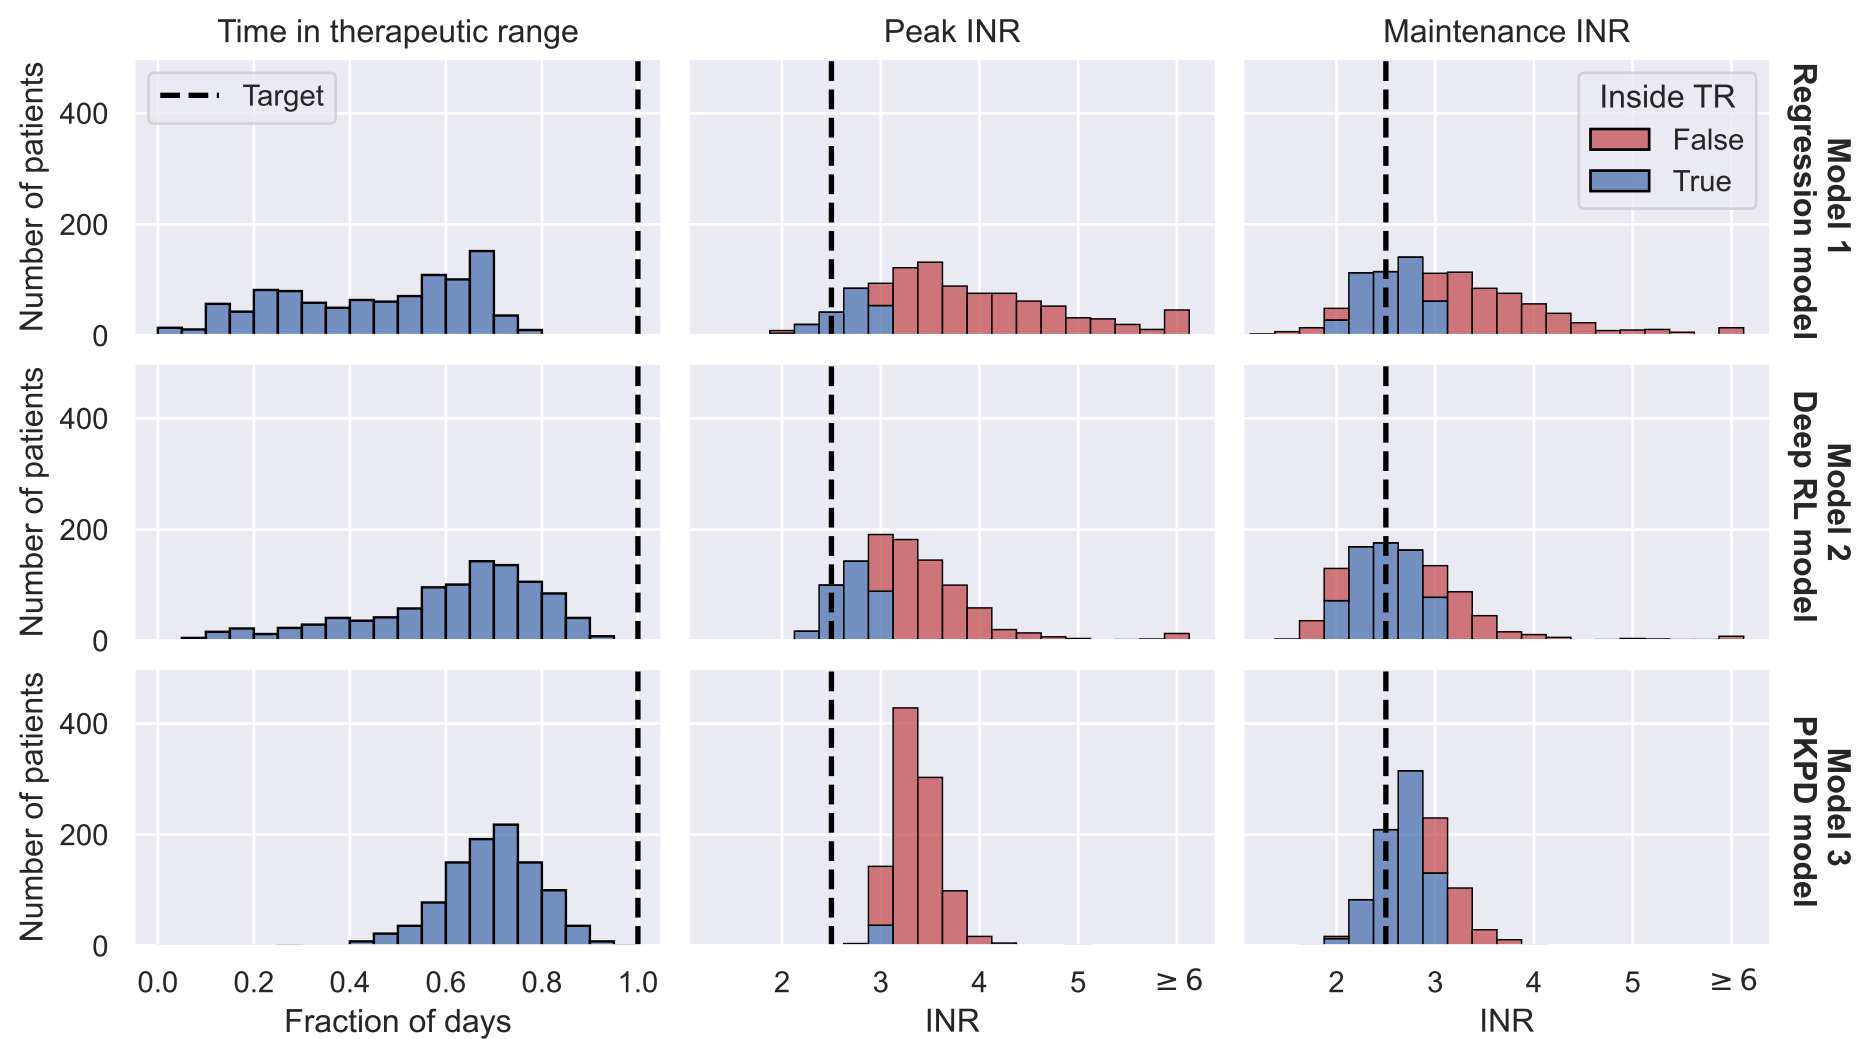 Time in therapeutic range
Peak INR
Maintenance INR
Number of patients
400
200
0
Target
Inside TR
False
True
Model 1
Regression model
Number of patients
400
200
0
Model 2
Deep RL model
Number of patients
400
200
0
Model 3
PKPD model
0.0 0.2 0.4 0.6 0.8 1.0
2 3 4 5 ≥ 6
2 3 4 5 ≥ 6
Fraction of days
INR
INR